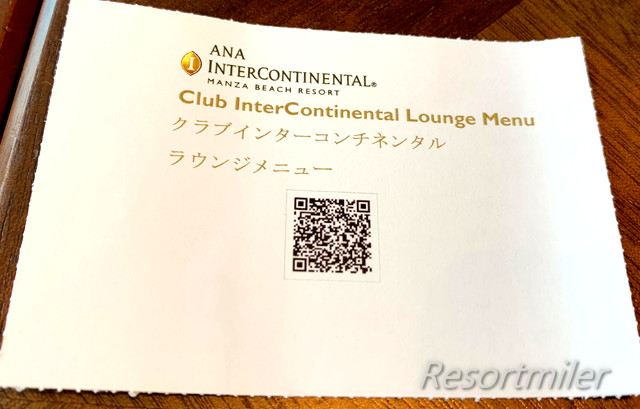 ANA
INTERCONTINENTAL®
MANZA BEACH RESORT
Club InterContinental Lounge Menu
クラブインターコンチネンタル
ラウンジメニュー
Resortmiler